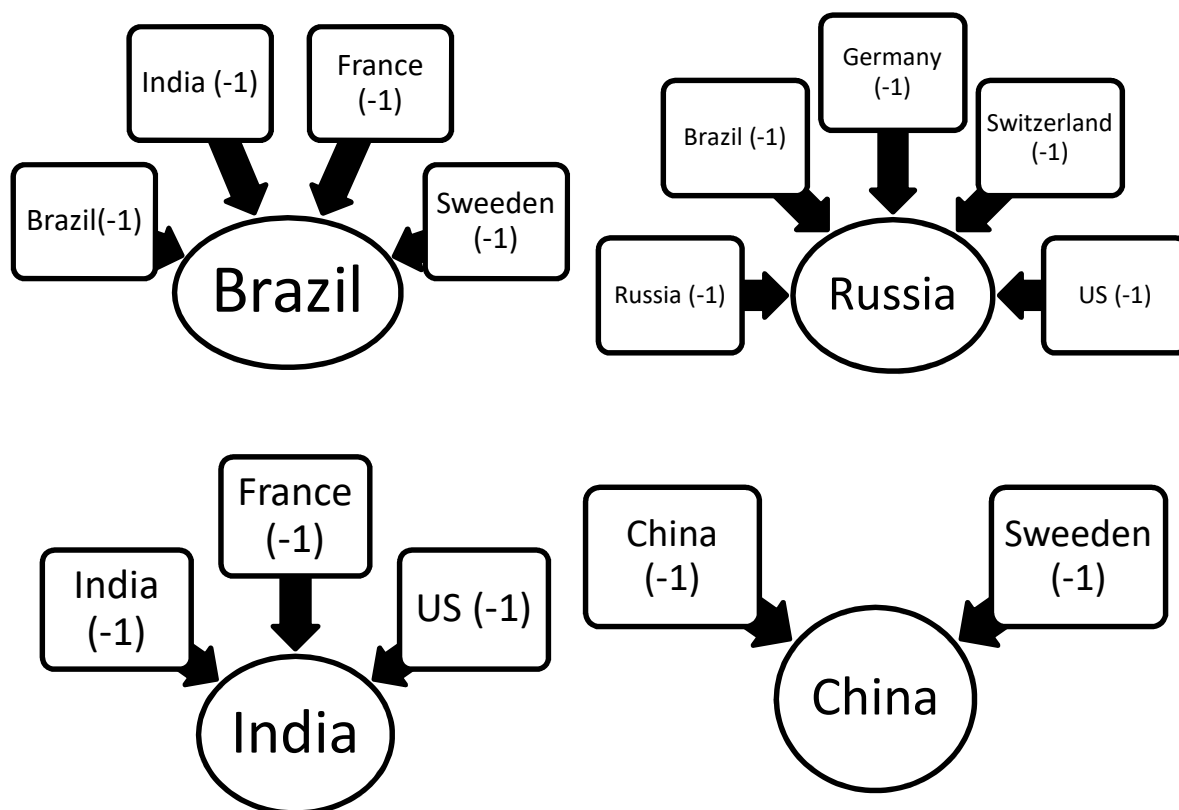 Brazil(-1)
India (-1)
France
(-1)
Sweeden
(-1)
Brazil
Russia (-1)
Brazil (-1)
Germany
(-1)
Switzerland
(-1)
US (-1)
Russia
India
(-1)
France
(-1)
US (-1)
India
China
(-1)
Sweeden
(-1)
China